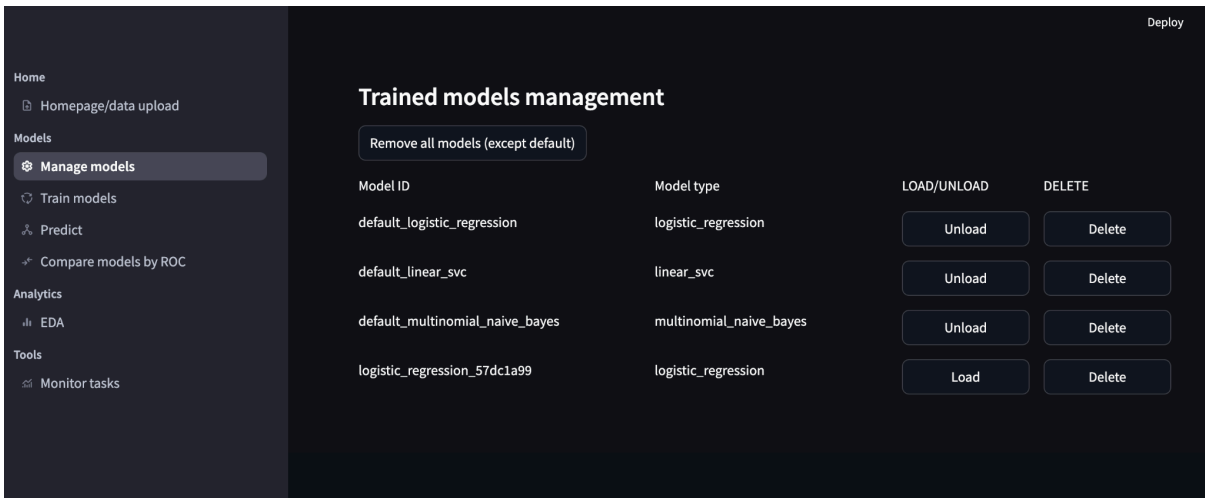 Deploy
Home
Homepage/data upload
Models
Manage models
Train models
Predict
Compare models by ROC
Analytics
EDA
Tools
Monitor tasks
Trained models management
Remove all models (except default)
Model ID Model type LOAD/UNLOAD DELETE
default_logistic_regression logistic_regression Unload Delete
default_linear_svc linear_svc Unload Delete
default_multinomial_naive_bayes multinomial_naive_bayes Unload Delete
logistic_regression_57dc1a99 logistic_regression Load Delete